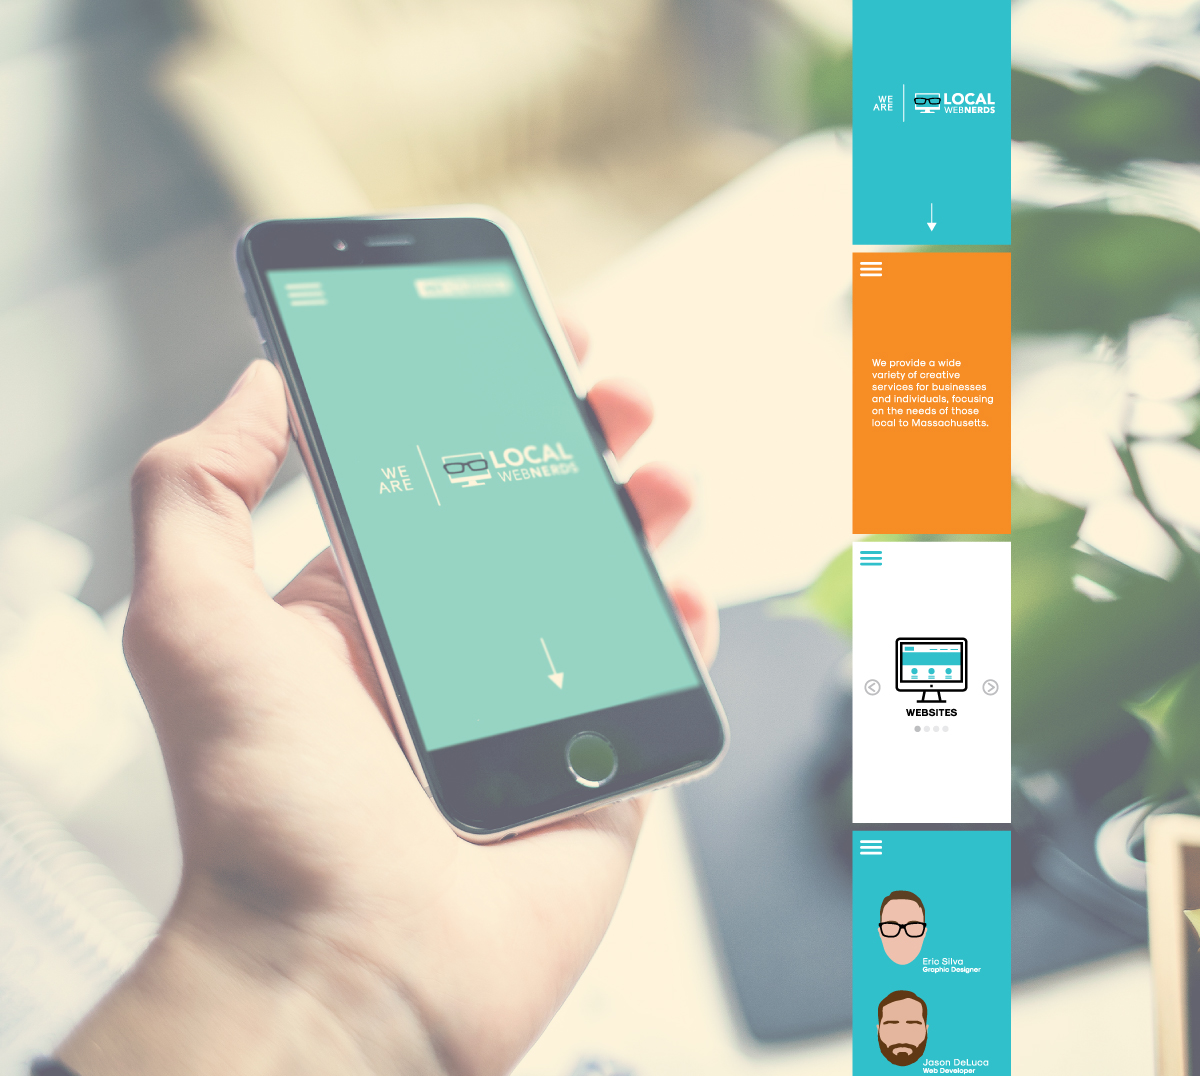 WE
ARE
LOCAL
WEBNERDS
WE
ARE
LOCAL
WEBNERDS
We provide a wide
variety of creative
services for businesses
and individuals, focusing
on the needs of those
local to Massachusetts.
WEBSITES
Eric Silva
Graphic Designer
Jason DeLuca
Web Developer